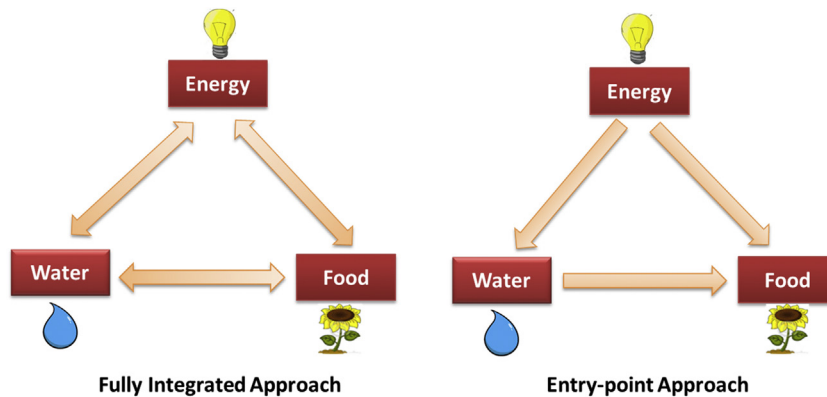 Energy
Water
Food
Fully Integrated Approach
Energy
Water
Food
Entry-point Approach